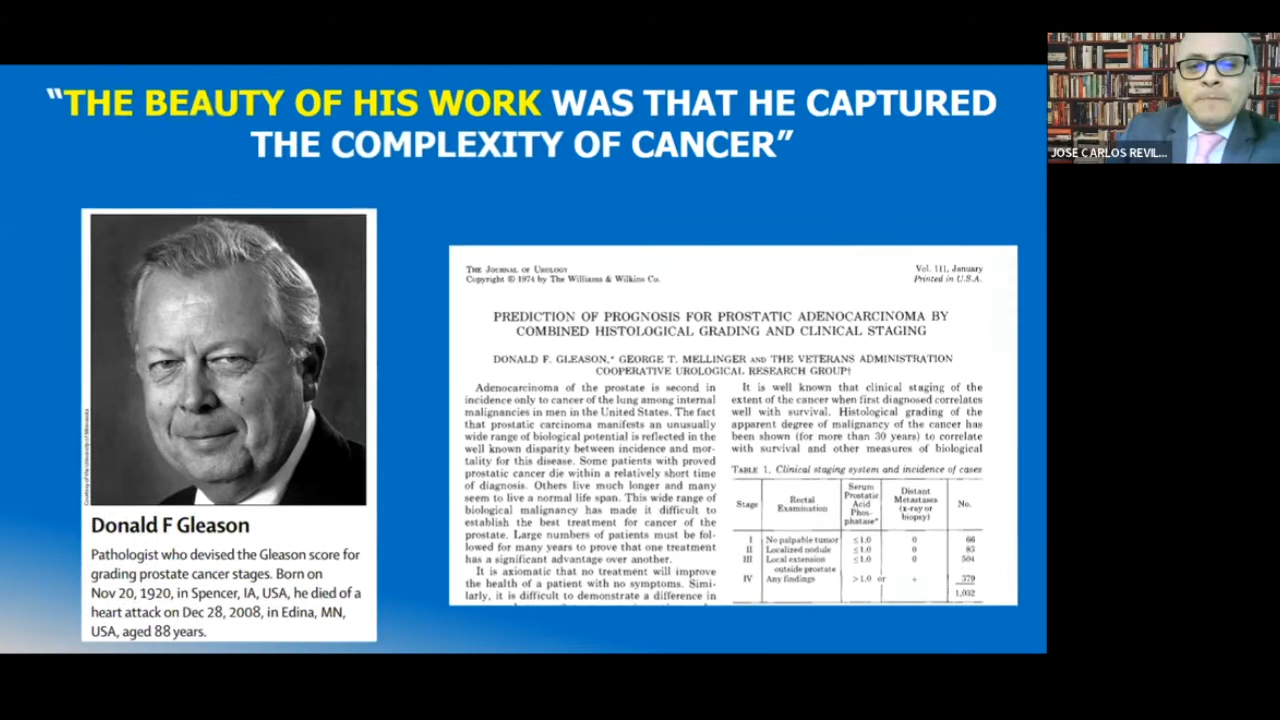 “THE BEAUTY OF HIS WORK WAS THAT HE CAPTURED
THE COMPLEXITY OF CANCER”
JOSE CARLOS REVIL...
Courtesy of the University of Minnesota
Donald F Gleason
Pathologist who devised the Gleason score for
grading prostate cancer stages. Born on
Nov 20, 1920, in Spencer, IA, USA, he died of a
heart attack on Dec 28, 2008, in Edina, MN,
USA, aged 88 years.
THE JOURNAL OF UROLOGY
Copyright © 1974 by The Williams & Wilkins Co.
Vol. 111, January
Printed in U.S.A.
PREDICTION OF PROGNOSIS FOR PROSTATIC ADENOCARCINOMA BY
COMBINED HISTOLOGICAL GRADING AND CLINICAL STAGING
DONALD F. GLEASON,* GEORGE T. MELLINGER AND THE VETERANS ADMINISTRATION
COOPERATIVE UROLOGICAL RESEARCH GROUP†
Adenocarcinoma of the prostate is second in
incidence only to cancer of the lung among internal
malignancies in men in the United States. The fact
that prostatic carcinoma manifests an unusually
wide range of biological potential is reflected in the
well known disparity between incidence and mor-
tality for this disease. Some patients with proved
prostatic cancer die within a relatively short time
of diagnosis. Others live much longer and many
seem to live a normal life span. This wide range of
biological malignancy has made it difficult to
establish the best treatment for cancer of the
prostate. Large numbers of patients must be fol-
lowed for many years to prove that one treatment
has a significant advantage over another.
It is axiomatic that no treatment will improve
the health of a patient with no symptoms. Simi-
larly, it is difficult to demonstrate a difference in
It is well known that clinical staging of the
extent of the cancer when first diagnosed correlates
well with survival. Histological grading of the
apparent degree of malignancy of the cancer has
been shown (for more than 30 years) to correlate
with survival and other measures of biological
TABLE 1. Clinical staging system and incidence of cases
Stage Rectal Examination Serum Prostatic Acid Phos-phatase* Distant Metastases (x-ray or biopsy) No.
I No palpable tumor ≤1.0 0 66
II Localized nodule ≤1.0 0 83
III Local extension outside prostate ≤1.0 0 504
IV Any findings >1.0 or + 379
1,032